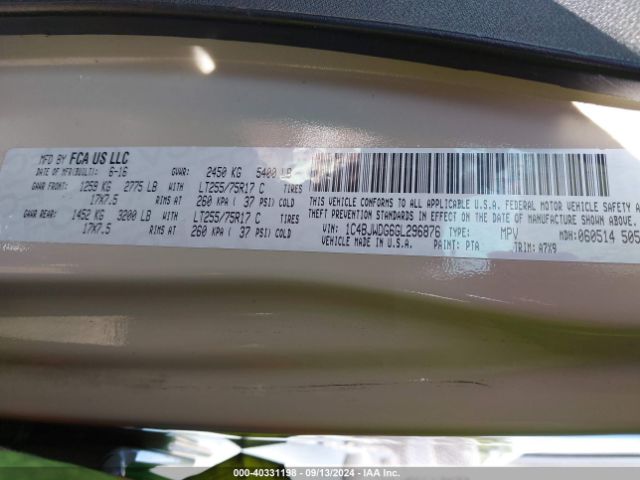 MFD BY FCA US LLC
DATE OF MFR(BUILT): 6-16 GVWR: 2450 KG 5400 LB
GAWR FRONT: 1259 KG 2775 LB WITH LT255/75R17 C TIRES
17X7.5 RIMS AT 260 KPA ( 37 PSI) COLD
GAWR REAR: 1452 KG 3200 LB WITH LT255/75R17 C TIRES
17X7.5 RIMS AT 260 KPA ( 37 PSI) COLD
THIS VEHICLE CONFORMS TO ALL APPLICABLE U.S.A. FEDERAL MOTOR VEHICLE SAFETY
THEFT PREVENTION STANDARDS IN EFFECT ON THE DATE OF MANUFACTURE SHOWN ABOVE.
VIN: 1C4BJWDG6GL296876 TYPE: MPV MDH:060514 505
VEHICLE MADE IN U.S.A. PAINT: PTA TRIM: A7X9
000-40331198 - 09/13/2024 - IAA Inc.